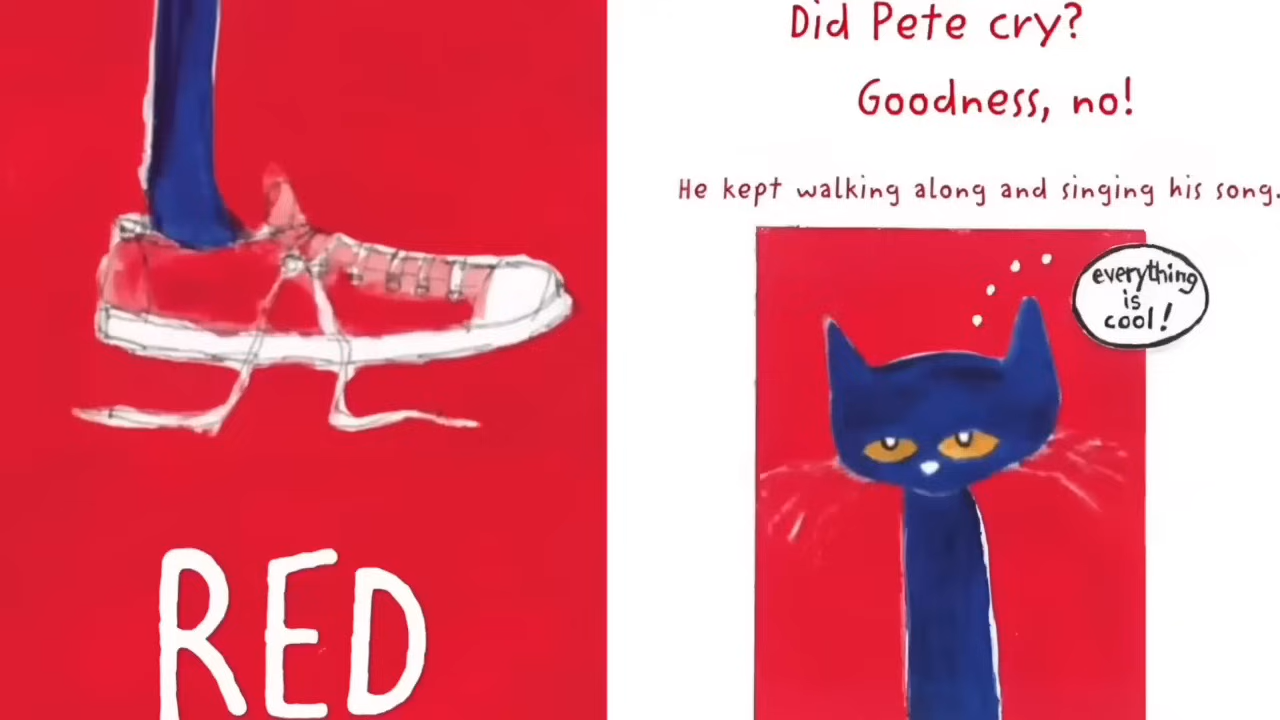 RED
Did Pete cry?
Goodness, no!
He kept walking along and singing his song.
everything
is
cool!